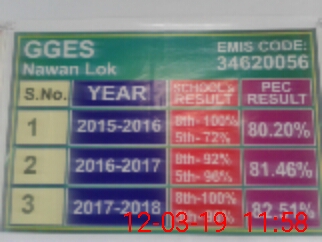 GGES
EMIS CODE:
Nawan Lok
34620056
S.No. YEAR SCHOOL RESULT PEC RESULT
1 2015-2016 8th- 100% 5th- 72% 80.20%
2 2016-2017 8th- 92% 5th- 96% 81.46%
3 2017-2018 8th-100% 82.51%
12-03-19 11:58